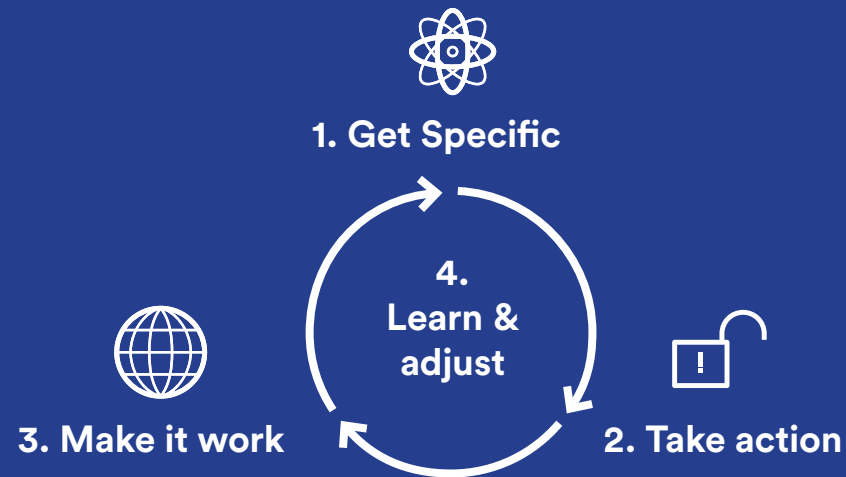 1. Get Specific
4.
Learn &
adjust
!
3. Make it work
2. Take action